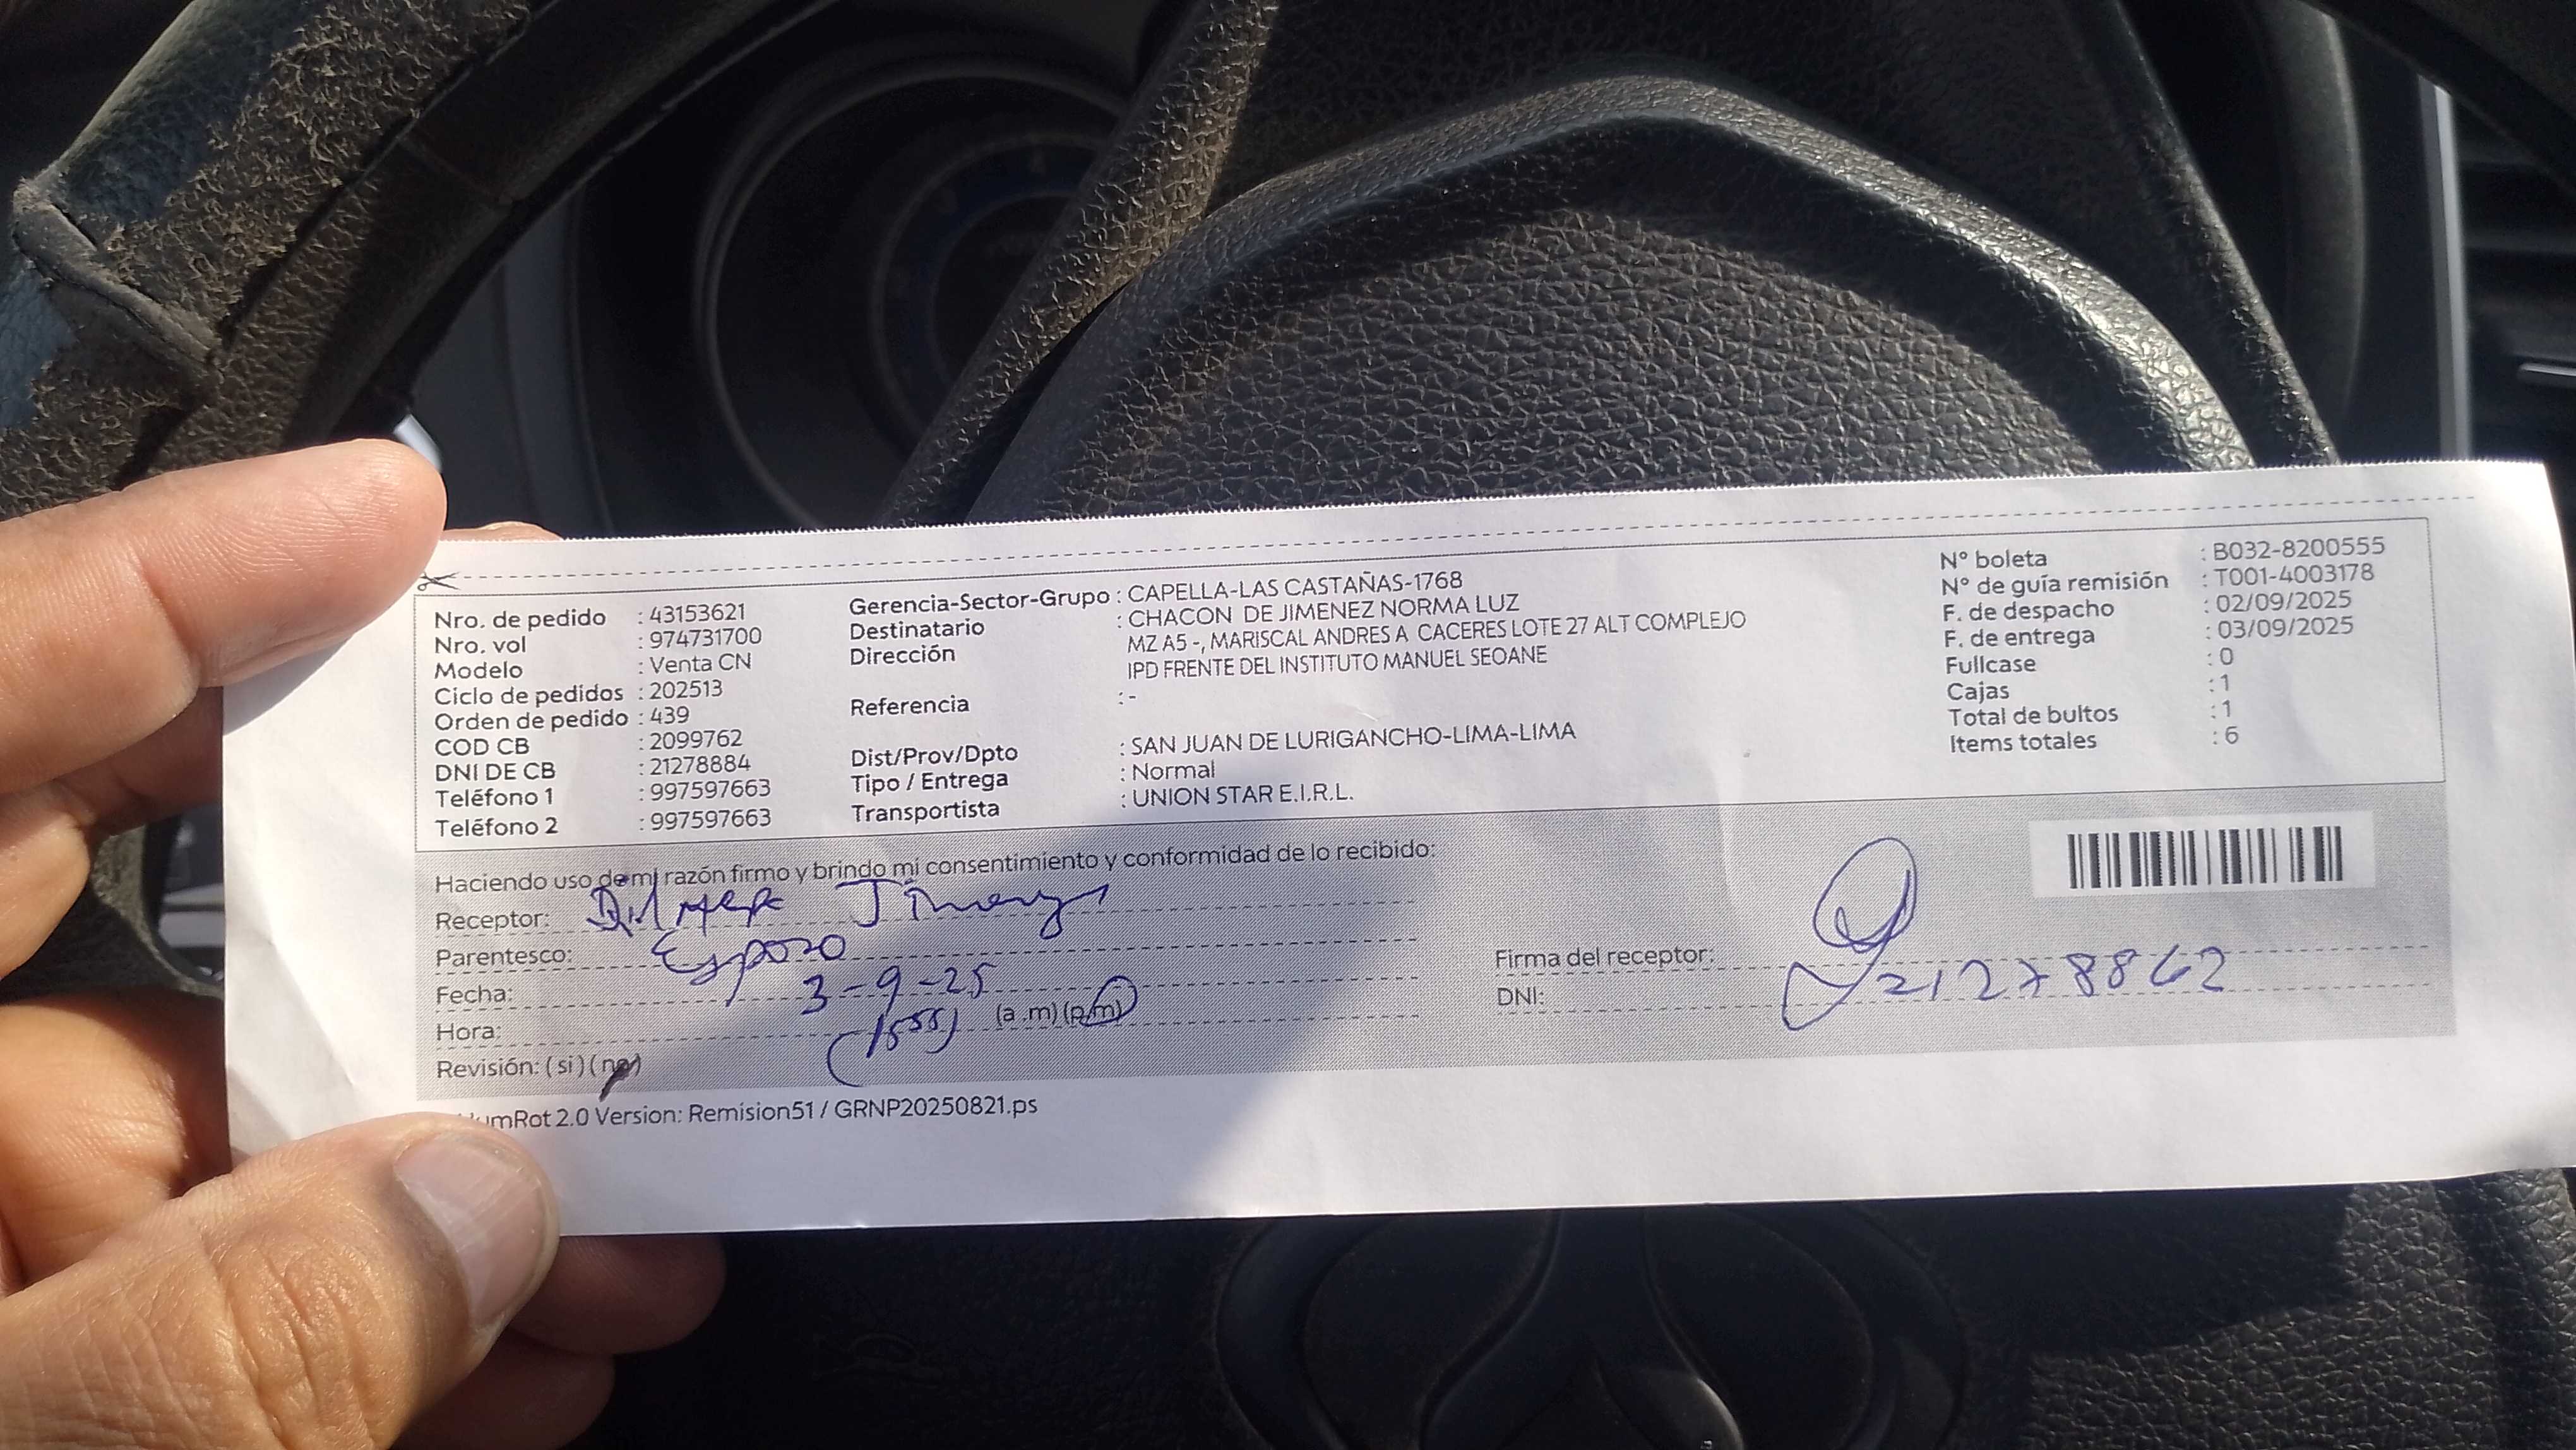 Nro. de pedido : 43153621
Nro. vol : 974731700
Modelo : Venta CN
Ciclo de pedidos : 202513
Orden de pedido : 439
COD CB : 2099762
DNI DE CB : 21278884
Teléfono 1 : 997597663
Teléfono 2 : 997597663
Gerencia-Sector-Grupo : CAPELLA-LAS CASTAÑAS-1768
Destinatario : CHACON DE JIMENEZ NORMA LUZ
Dirección MZ A5 -, MARISCAL ANDRES A CACERES LOTE 27 ALT COMPLEJO
IPD FRENTE DEL INSTITUTO MANUEL SEOANE
Referencia : -
Dist/Prov/Dpto : SAN JUAN DE LURIGANCHO-LIMA-LIMA
Tipo / Entrega : Normal
Transportista : UNION STAR E.I.R.L.
N° boleta : B032-8200555
N° de guía remisión : T001-4003178
F. de despacho : 02/09/2025
F. de entrega : 03/09/2025
Fullcase : 0
Cajas : 1
Total de bultos : 1
Items totales : 6
Haciendo uso de mi razón firmo y brindo mi consentimiento y conformidad de lo recibido:
Receptor:
Parentesco: Esposo
Fecha: 3-9-25
Hora: (1555) (a.m) (p.m)
Revisión: (si) (no)
Firma del receptor:
DNI: 21278862
umRot 2.0 Version: Remision51 / GRNP20250821.ps